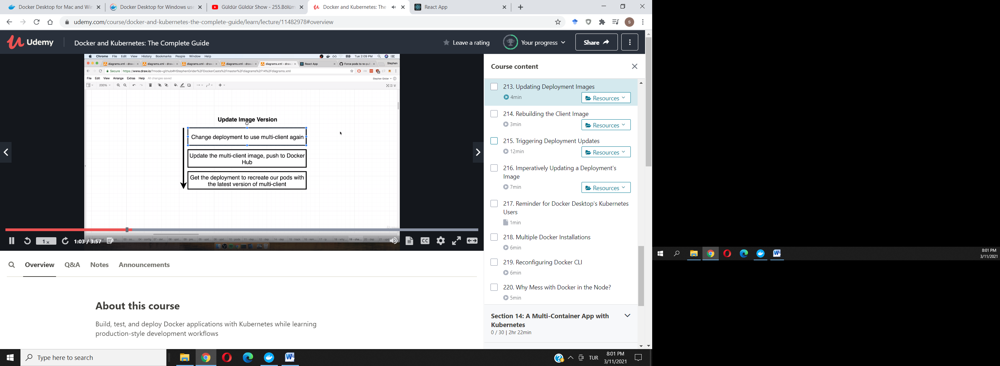 Docker Desktop for Mac and Win
Docker Desktop for Windows use
Güldür Güldür Show - 255.Bölüm
Docker and Kubernetes: The
React App
udemy.com/course/docker-and-kubernetes-the-complete-guide/learn/lecture/11482978#overview
S
Udemy
Docker and Kubernetes: The Complete Guide
Leave a rating
Your progress
Share
Chrome File Edit View History Bookmarks People Window Help
Tue 2:09 PM
diagrams.xml - draw.i
diagrams.xml - draw.i
diagrams.xml - draw.i
diagrams.xml - draw.i
diagrams.xml - draw.i
React App
Force pods to re-pull
Stephen
Secure https://www.draw.io/?mode=github#HStephenGrider%2FDockerCasts%2Fmaster%2Fdiagrams%2F14%2Fdiagrams.xml
File Edit View Arrange Extras Help All changes saved
Stephen Grider
200%
Update Image Version
Change deployment to use multi-client again
Update the multi-client image, push to Docker
Hub
Get the deployment to recreate our pods with
the latest version of multi-client
1 x
1:03 / 3:57
CC
Course content
213. Updating Deployment Images
4min
Resources
214. Rebuilding the Client Image
3min
Resources
215. Triggering Deployment Updates
12min
Resources
216. Imperatively Updating a Deployment's
Image
7min
Resources
217. Reminder for Docker Desktop's Kubernetes
Users
1min
218. Multiple Docker Installations
6min
219. Reconfiguring Docker CLI
6min
220. Why Mess with Docker in the Node?
5min
Section 14: A Multi-Container App with
Kubernetes
0 / 30 | 2hr 22min
Overview
Q&A
Notes
Announcements
About this course
Build, test, and deploy Docker applications with Kubernetes while learning
production-style development workflows
Type here to search
TUR
8:01 PM
3/11/2021
8:01 PM
3/11/2021